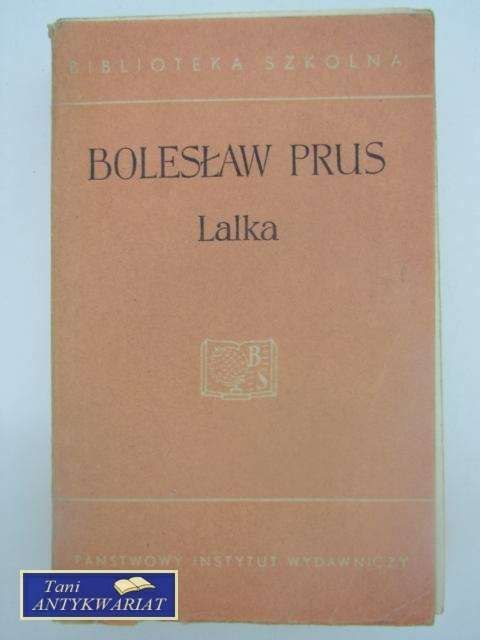 BIBLIOTEKA SZKOLNA
BOLESŁAW PRUS
Lalka
B
S
PAŃSTWOWY INSTYTUT WYDAWNICZY
Tani
ANTYKWARIAT